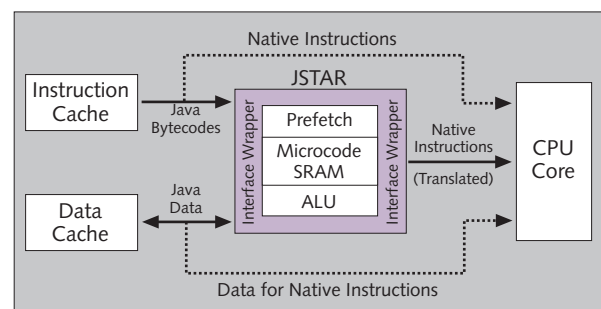 Native Instructions
JSTAR
Instruction
Cache
Java
Bytecodes
Interface Wrapper
Prefetch
Microcode
SRAM
ALU
Interface Wrapper
Native
Instructions
(Translated)
CPU
Core
Data
Cache
Java
Data
Data for Native Instructions